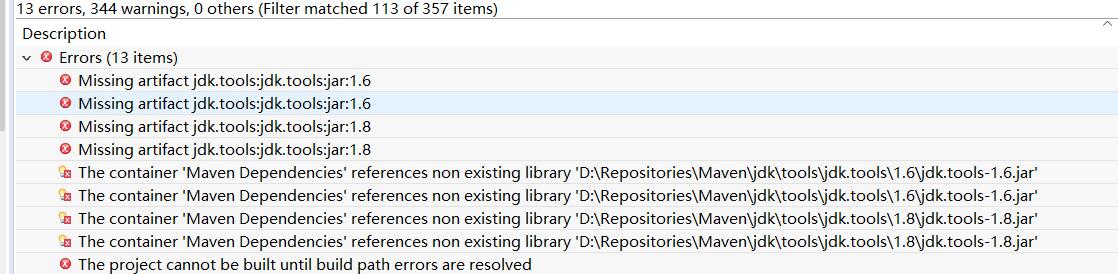 13 errors, 344 warnings, 0 others (Filter matched 113 of 357 items)
Description
Errors (13 items)
Missing artifact jdk.tools:jdk.tools:jar:1.6
Missing artifact jdk.tools:jdk.tools:jar:1.6
Missing artifact jdk.tools:jdk.tools:jar:1.8
Missing artifact jdk.tools:jdk.tools:jar:1.8
The container 'Maven Dependencies' references non existing library 'D:\Repositories\Maven\jdk\tools\jdk.tools\1.6\jdk.tools-1.6.jar'
The container 'Maven Dependencies' references non existing library 'D:\Repositories\Maven\jdk\tools\jdk.tools\1.6\jdk.tools-1.6.jar'
The container 'Maven Dependencies' references non existing library 'D:\Repositories\Maven\jdk\tools\jdk.tools\1.8\jdk.tools-1.8.jar'
The container 'Maven Dependencies' references non existing library 'D:\Repositories\Maven\jdk\tools\jdk.tools\1.8\jdk.tools-1.8.jar'
The project cannot be built until build path errors are resolved